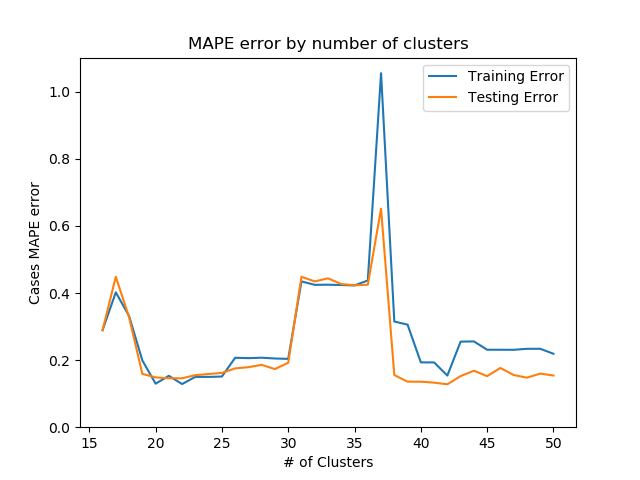 MAPE error by number of clusters
Training Error
Testing Error
Cases MAPE error
1.0
0.8
0.6
0.4
0.2
0.0
15 20 25 30 35 40 45 50
# of Clusters